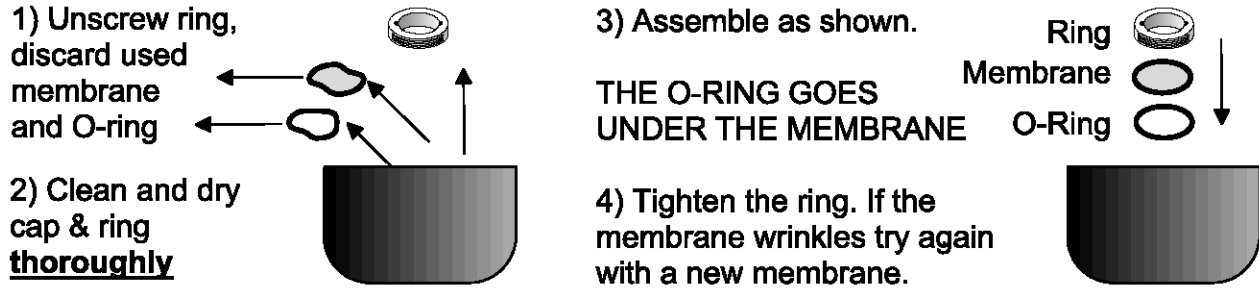 1) Unscrew ring,
discard used
membrane
and O-ring
2) Clean and dry
cap & ring
thoroughly
3) Assemble as shown.
THE O-RING GOES
UNDER THE MEMBRANE
4) Tighten the ring. If the
membrane wrinkles try again
with a new membrane.
Ring
Membrane
O-Ring